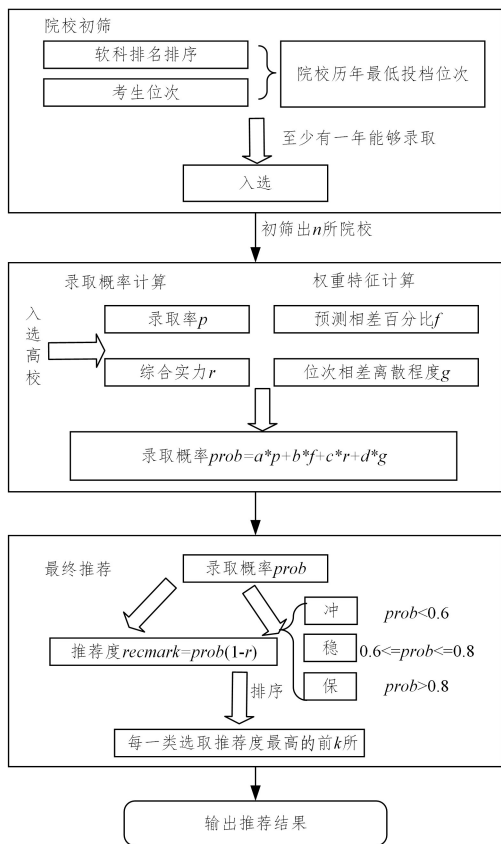 院校初筛
软科排名排序
考生位次
院校历年最低投档位次
至少有一年能够录取
入选
初筛出n所院校
录取概率计算
权重特征计算
入选高校
录取率p
预测相差百分比f
综合实力r
位次相差离散程度g
录取概率prob=a*p+b*f+c*r+d*g
最终推荐
录取概率prob
冲
prob<0.6
推荐度recmark=prob(1-r)
稳
0.6<=prob<=0.8
保
prob>0.8
排序
每一类选取推荐度最高的前k所
输出推荐结果